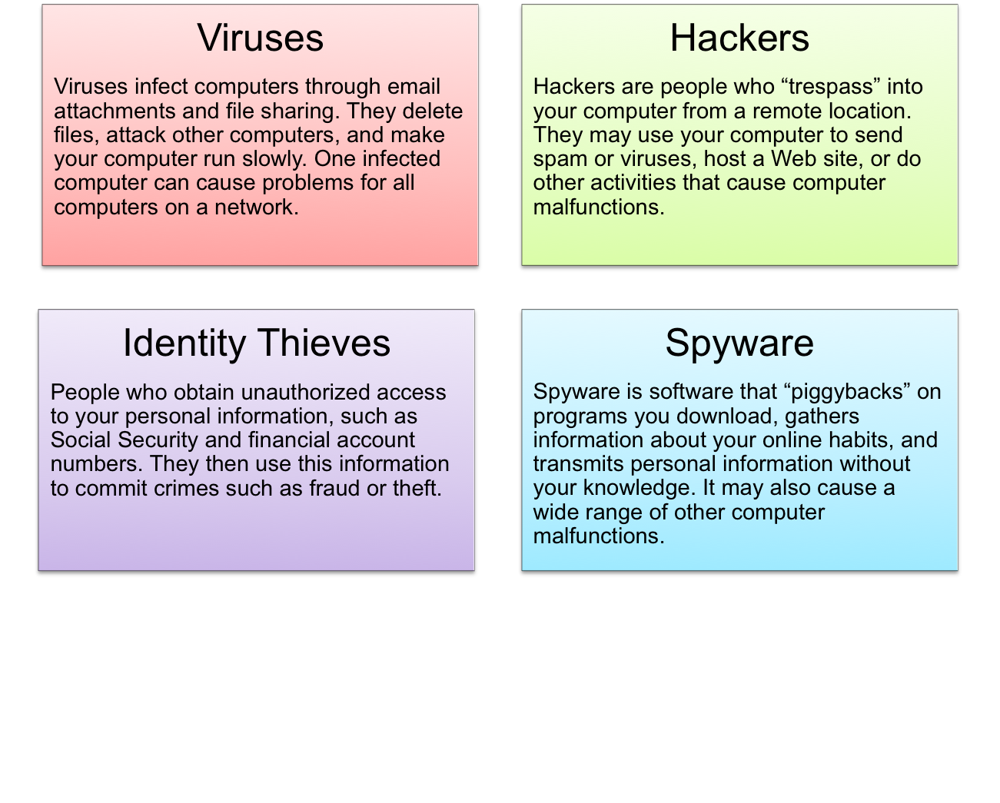 Viruses
Viruses infect computers through email
attachments and file sharing. They delete
files, attack other computers, and make
your computer run slowly. One infected
computer can cause problems for all
computers on a network.
Hackers
Hackers are people who “trespass” into
your computer from a remote location.
They may use your computer to send
spam or viruses, host a Web site, or do
other activities that cause computer
malfunctions.
Identity Thieves
People who obtain unauthorized access
to your personal information, such as
Social Security and financial account
numbers. They then use this information
to commit crimes such as fraud or theft.
Spyware
Spyware is software that “piggybacks” on
programs you download, gathers
information about your online habits, and
transmits personal information without
your knowledge. It may also cause a
wide range of other computer
malfunctions.